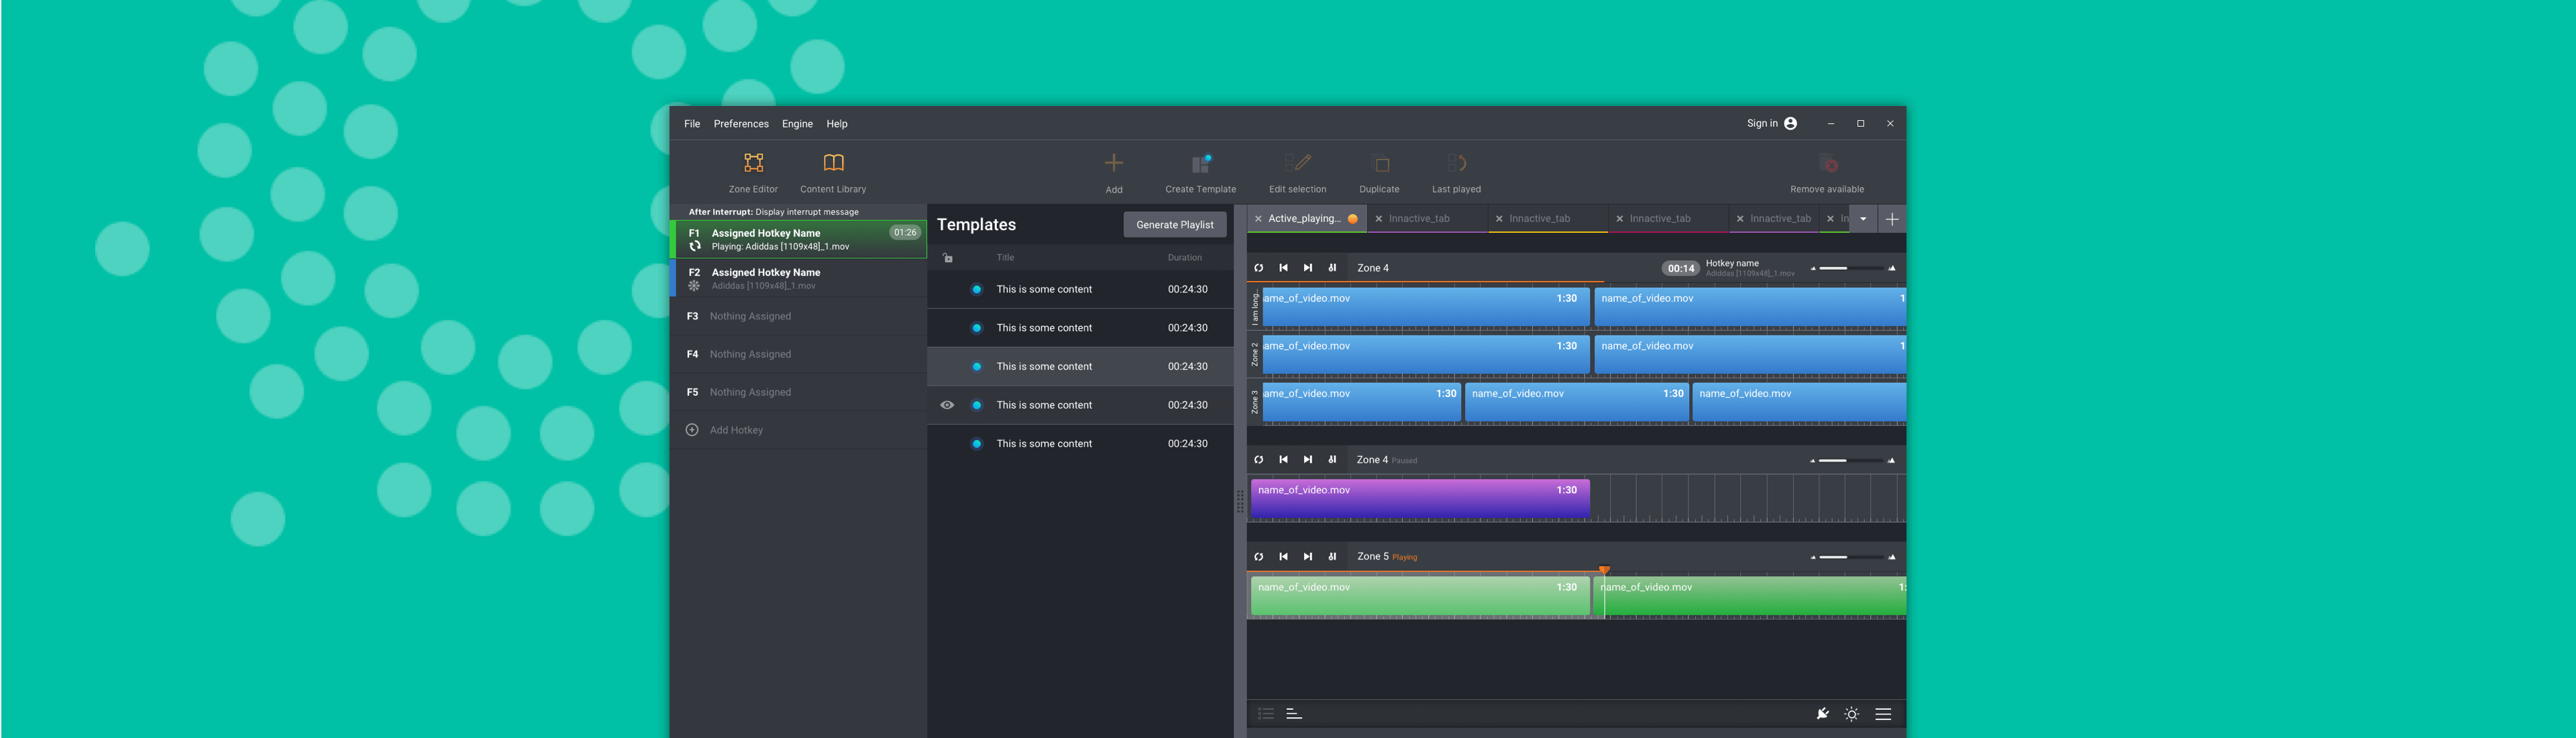 File Preferences Engine Help
Sign in
Zone Editor Content Library Add Create Template Edit selection Duplicate Last played Remove available
After Interrupt: Display interrupt message
F1 Assigned Hotkey Name 01:26
Playing: Adiddas [1109x48]_1.mov
F2 Assigned Hotkey Name
Adiddas [1109x48]_1.mov
F3 Nothing Assigned
F4 Nothing Assigned
F5 Nothing Assigned
Add Hotkey
Templates Generate Playlist
Title Duration
This is some content 00:24:30
This is some content 00:24:30
This is some content 00:24:30
This is some content 00:24:30
This is some content 00:24:30
Active_playing... Innactive_tab Innactive_tab Innactive_tab Innactive_tab In
Zone 4 00:14 Hotkey name
Adiddas [1109x48]_1.mov
I am long...
ame_of_video.mov 1:30 name_of_video.mov 1
Zone 2
ame_of_video.mov 1:30 name_of_video.mov 1
Zone 3
ame_of_video.mov 1:30 name_of_video.mov 1:30 name_of_video.mov
Zone 4 Paused
name_of_video.mov 1:30
Zone 5 Playing
name_of_video.mov 1:30 name_of_video.mov 1: